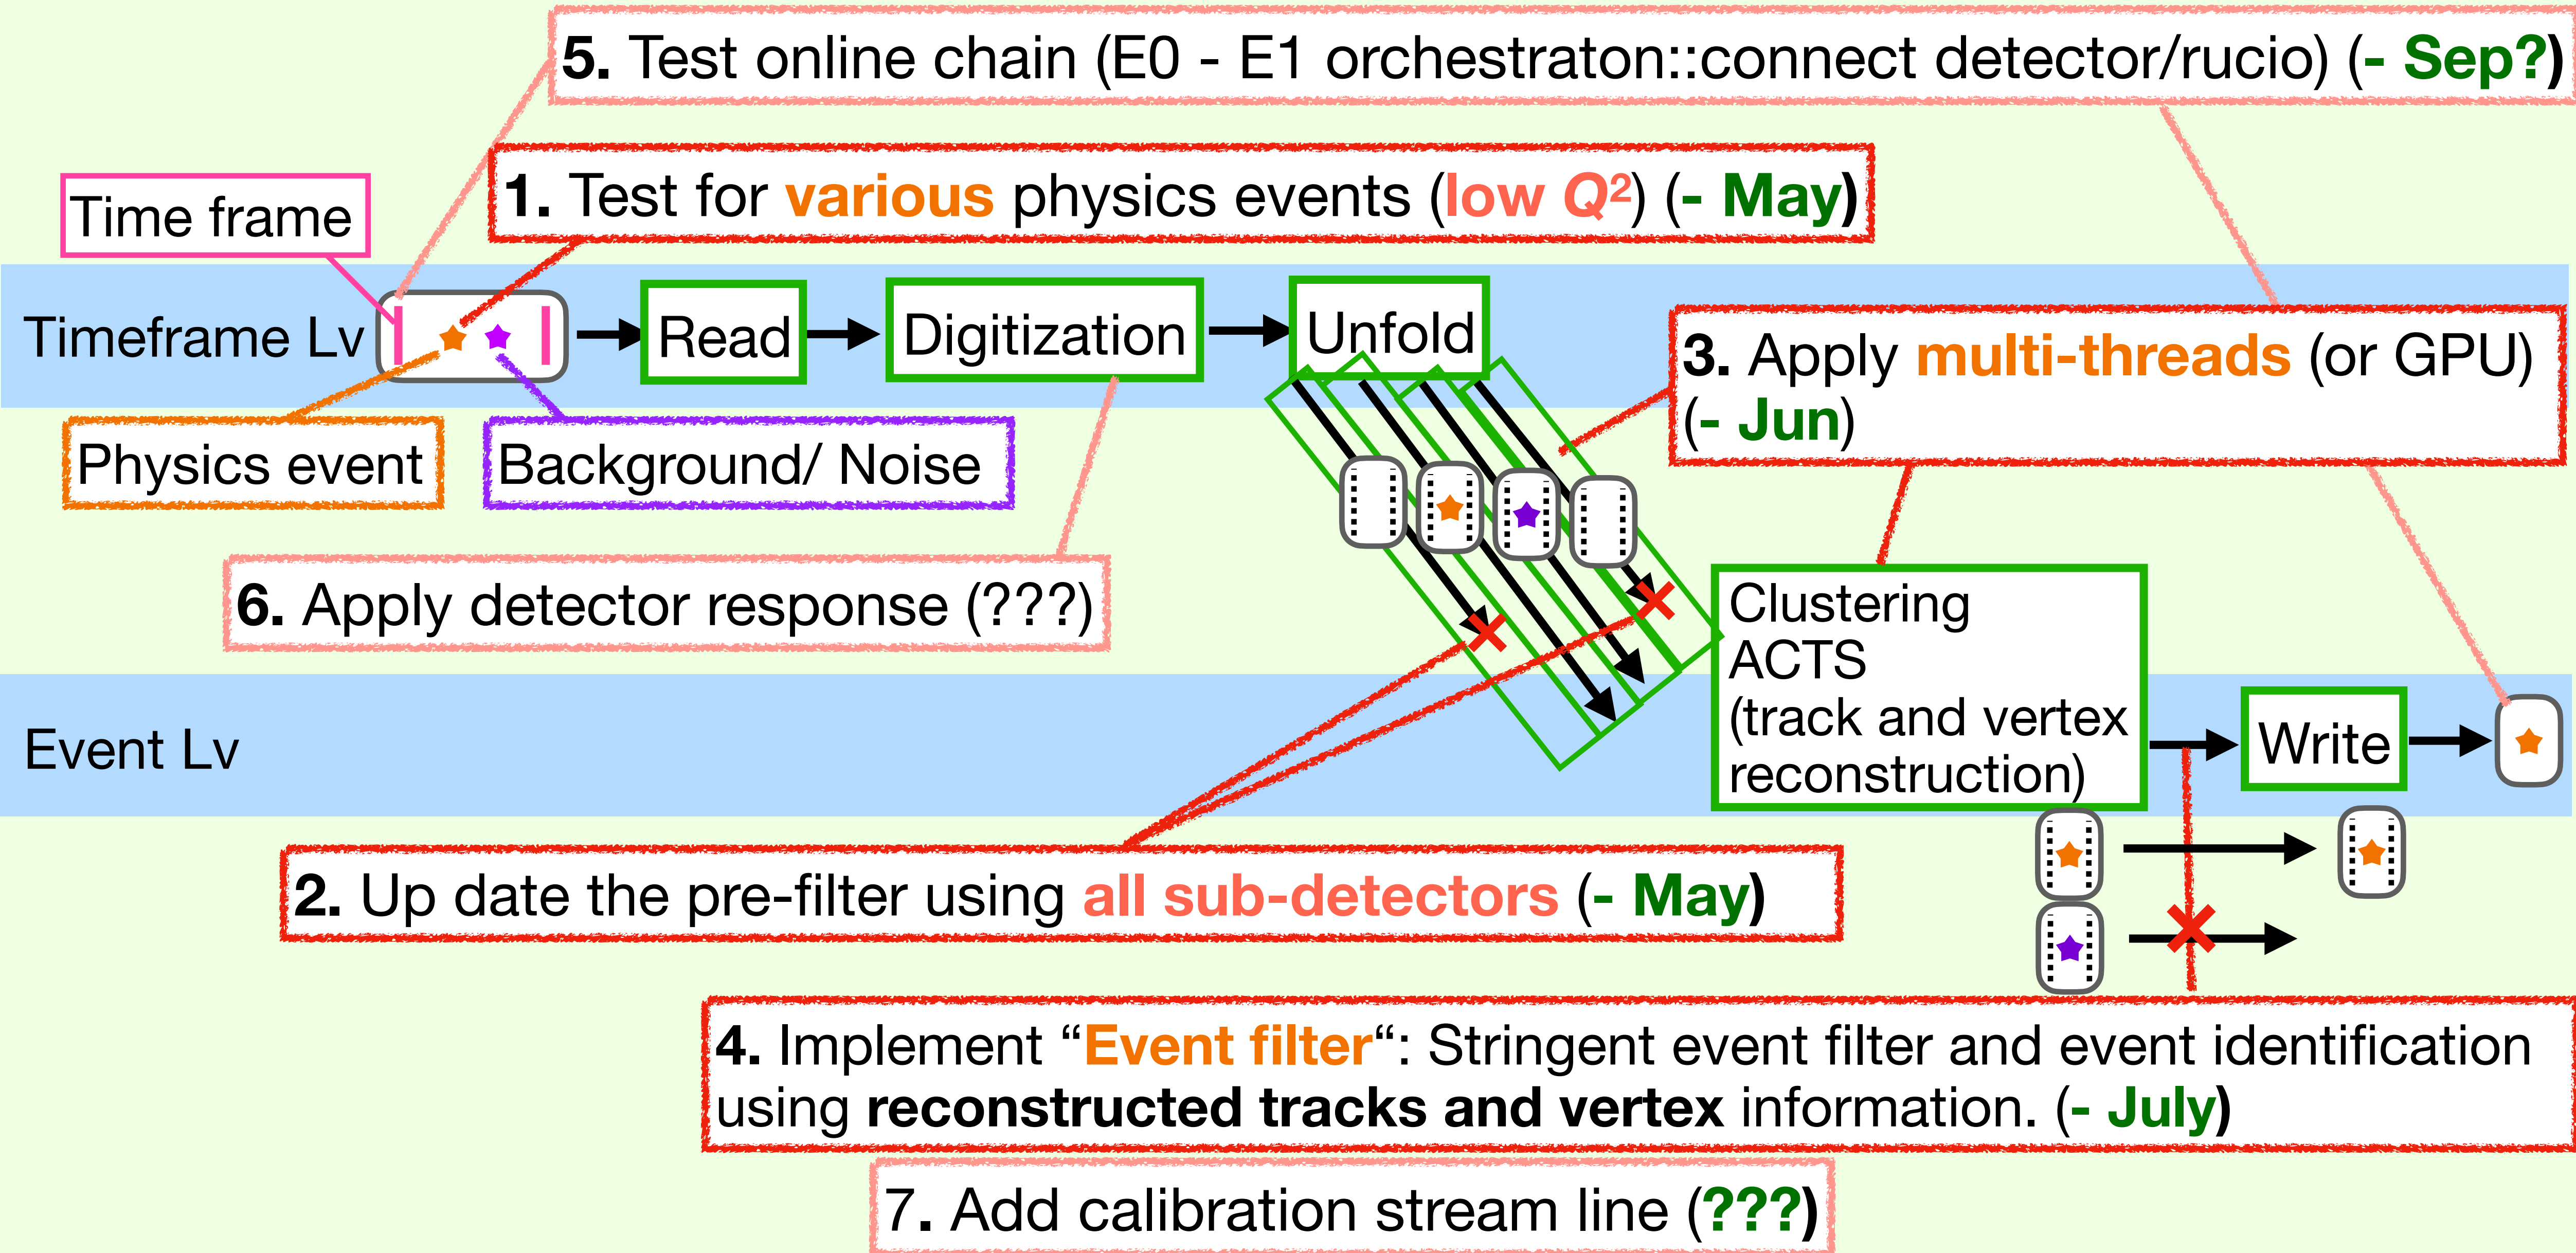 5. Test online chain (E0 - E1 orchestraton::connect detector/rucio) (- Sep?)
1. Test for various physics events (low Q²) (- May)
Time frame
Timeframe Lv
Read
Digitization
Unfold
3. Apply multi-threads (or GPU)
(- Jun)
Physics event
Background/ Noise
6. Apply detector response (???)
Clustering
ACTS
(track and vertex
reconstruction)
Event Lv
Write
2. Up date the pre-filter using all sub-detectors (- May)
4. Implement “Event filter“: Stringent event filter and event identification
using reconstructed tracks and vertex information. (- July)
7. Add calibration stream line (???)